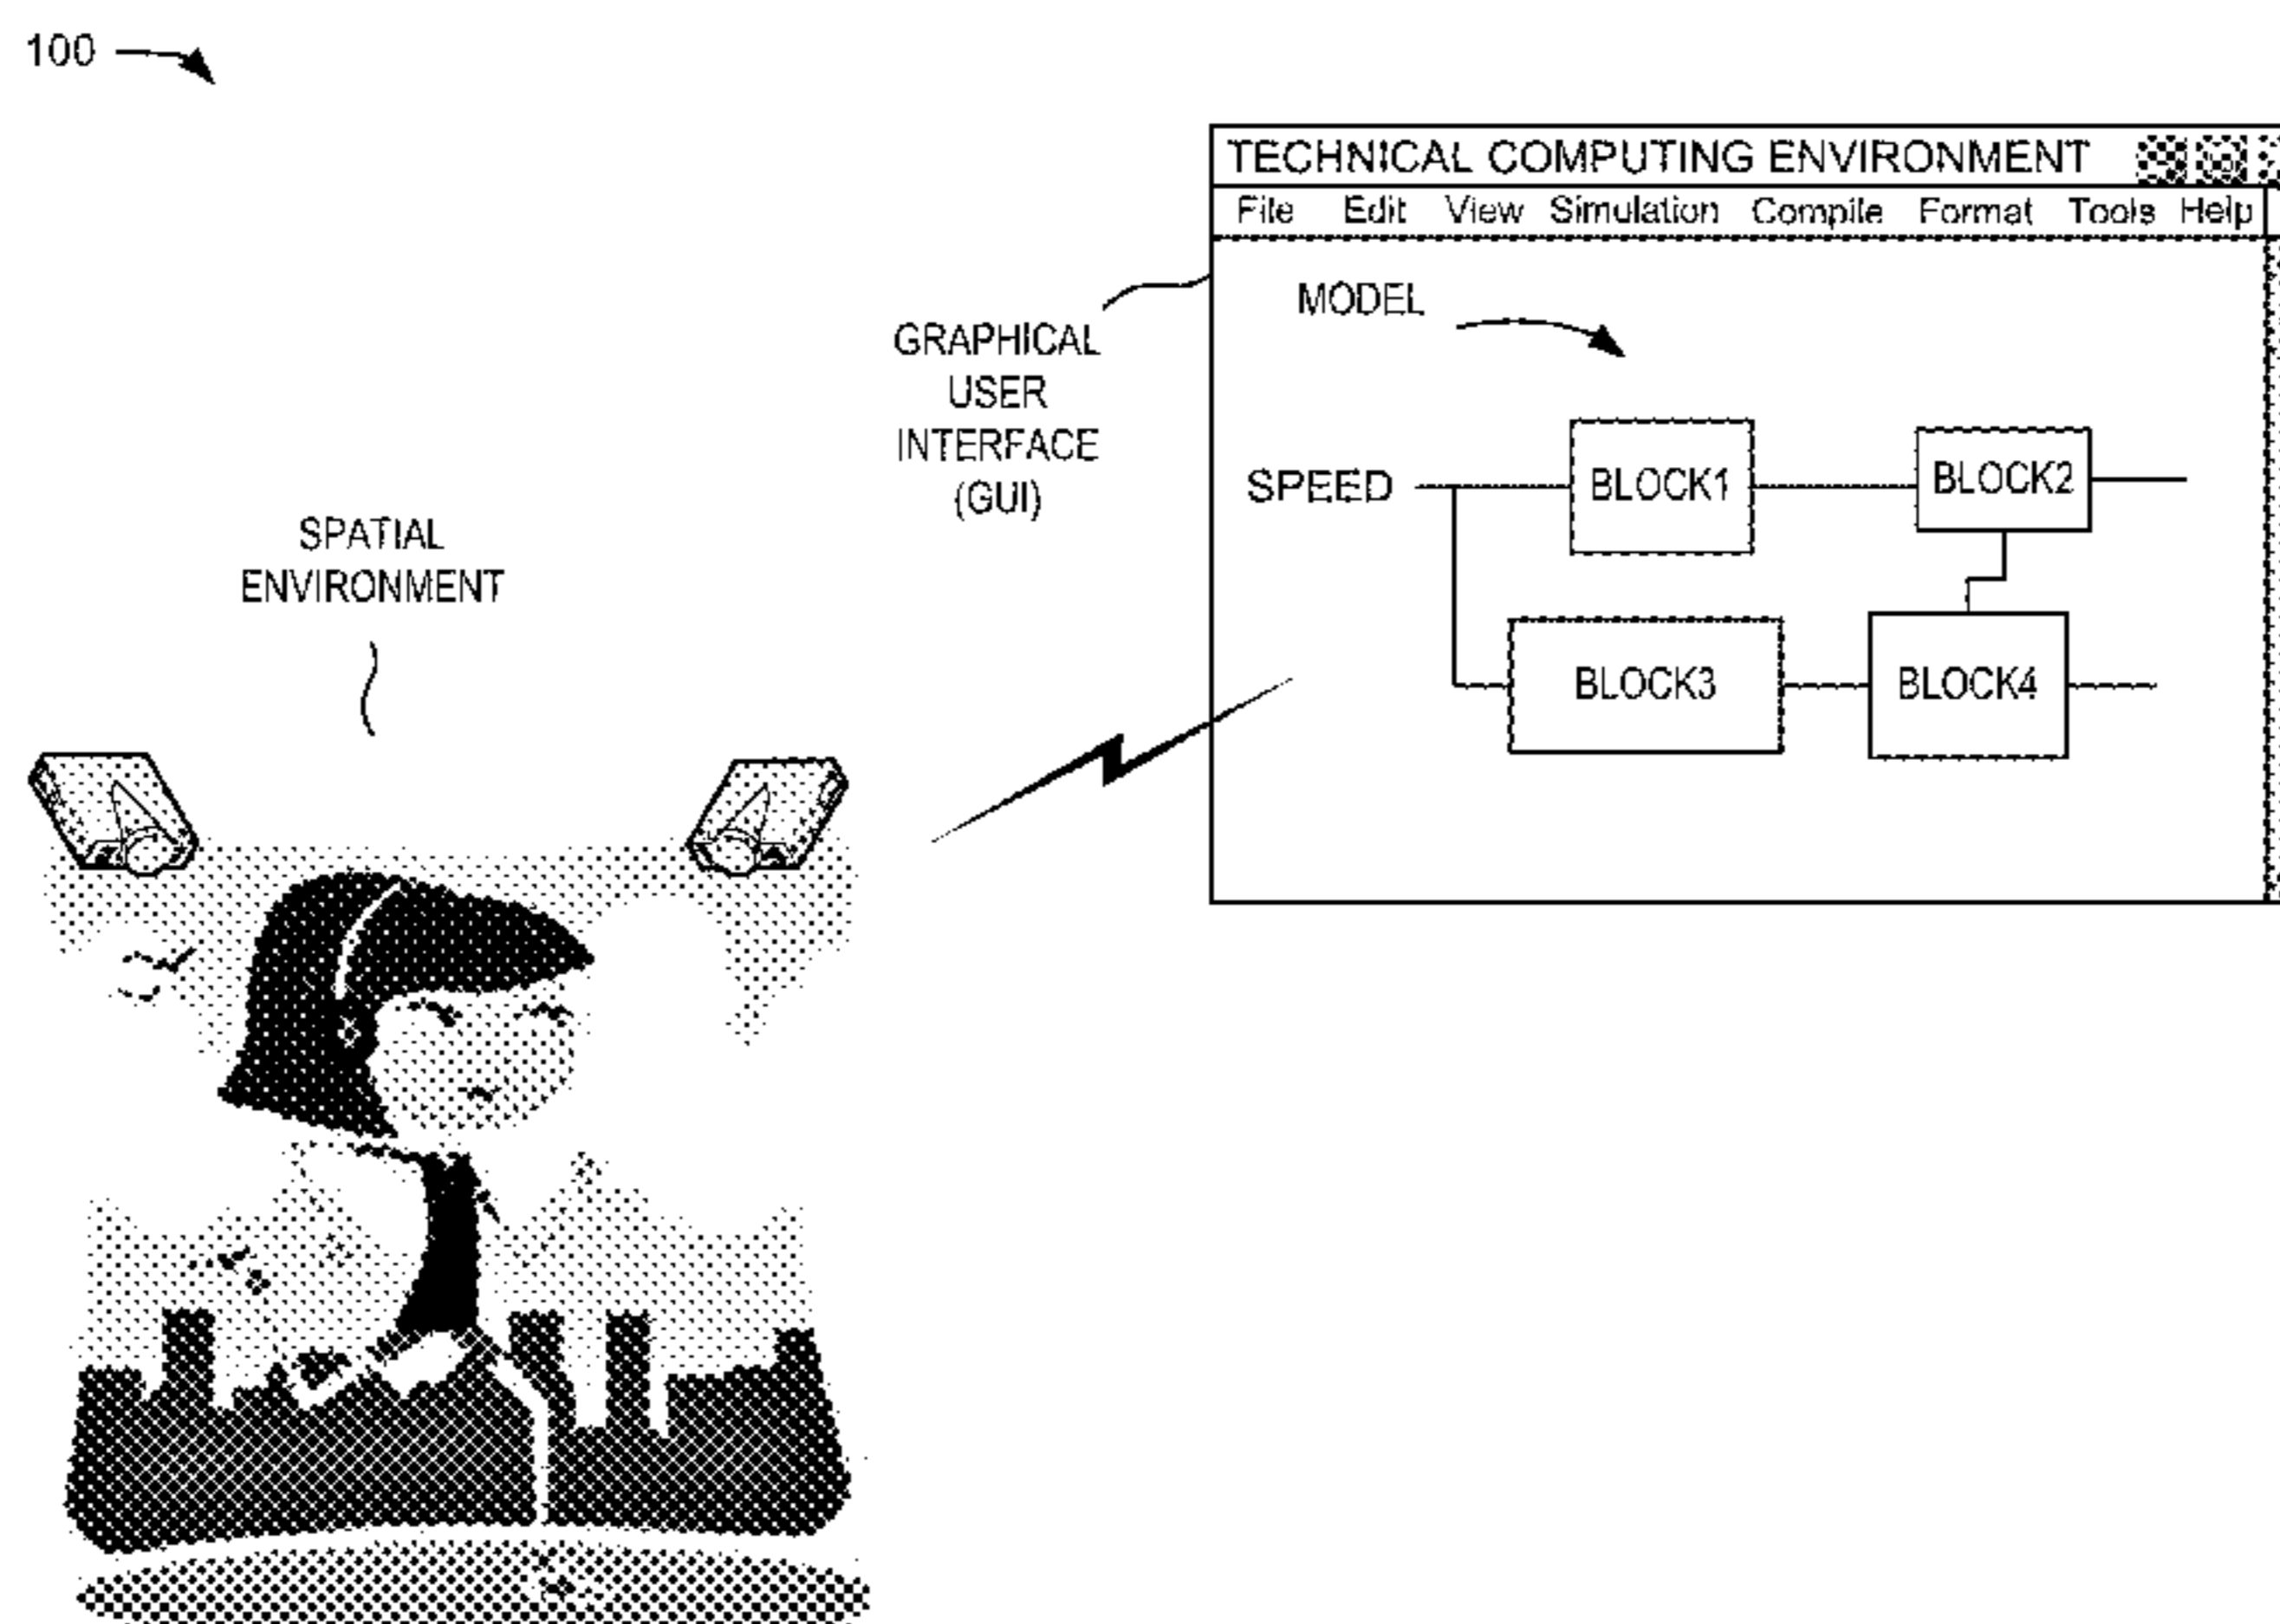 100
TECHNICAL COMPUTING ENVIRONMENT
File Edit View Simulation Compile Format Tools Help
MODEL
GRAPHICAL
USER
INTERFACE
(GUI)
SPEED
BLOCK1
BLOCK2
SPATIAL
ENVIRONMENT
BLOCK3
BLOCK4